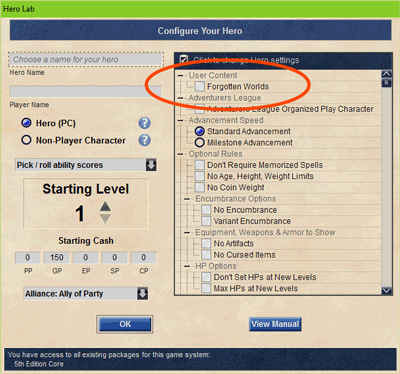 Hero Lab
Configure Your Hero
Choose a name for your hero
Hero Name
Player Name
Hero (PC) ?
Non-Player Character ?
Pick / roll ability scores
Starting Level
1
Starting Cash
0 150 0 0 0
PP GP EP SP CP
Alliance: Ally of Party
OK
Click to change Hero settings
User Content
Forgotten Worlds
Adventurers League
Adventurers League Organized Play Character
Advancement Speed
Standard Advancement
Milestone Advancement
Optional Rules
Don't Require Memorized Spells
No Age, Height, Weight Limits
No Coin Weight
Encumbrance Options
No Encumbrance
Variant Encumbrance
Equipment, Weapons & Armor to Show
No Artifacts
No Cursed Items
HP Options
Don't Set HPs at New Levels
Max HPs at New Levels
View Manual
You have access to all existing packages for this game system:
5th Edition Core